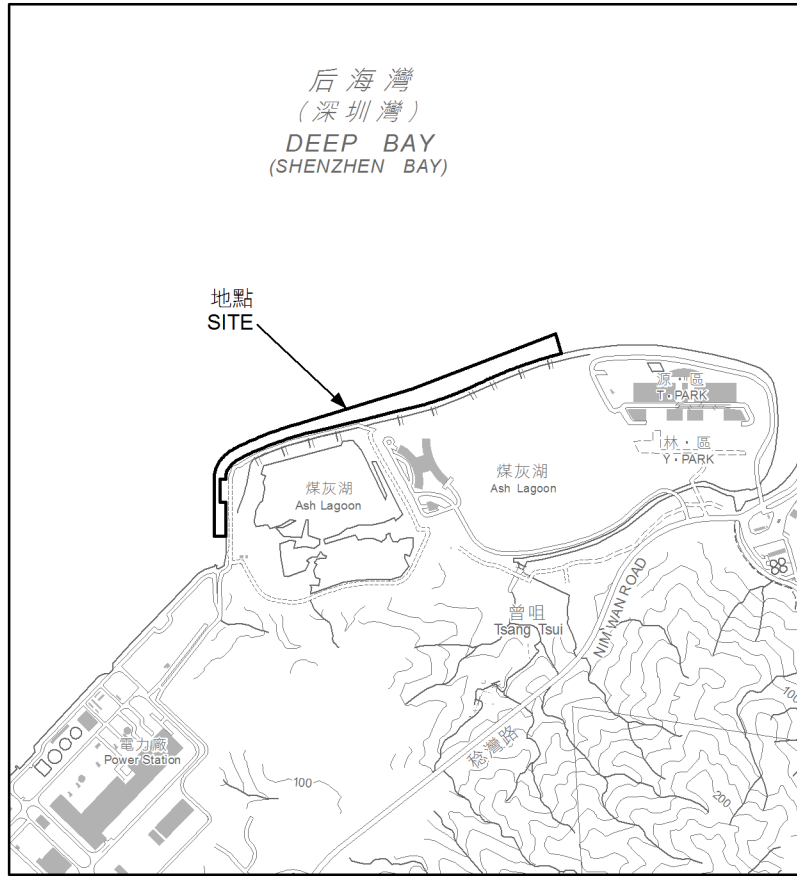 后海灣
(深圳灣)
DEEP BAY
(SHENZHEN BAY)
地點
SITE
源．區
T．PARK
林．區
Y．PARK
煤灰湖
Ash Lagoon
煤灰湖
Ash Lagoon
曾咀
Tsang Tsui
NIM WAN ROAD
稔灣路
電力廠
Power Station
100
100
200